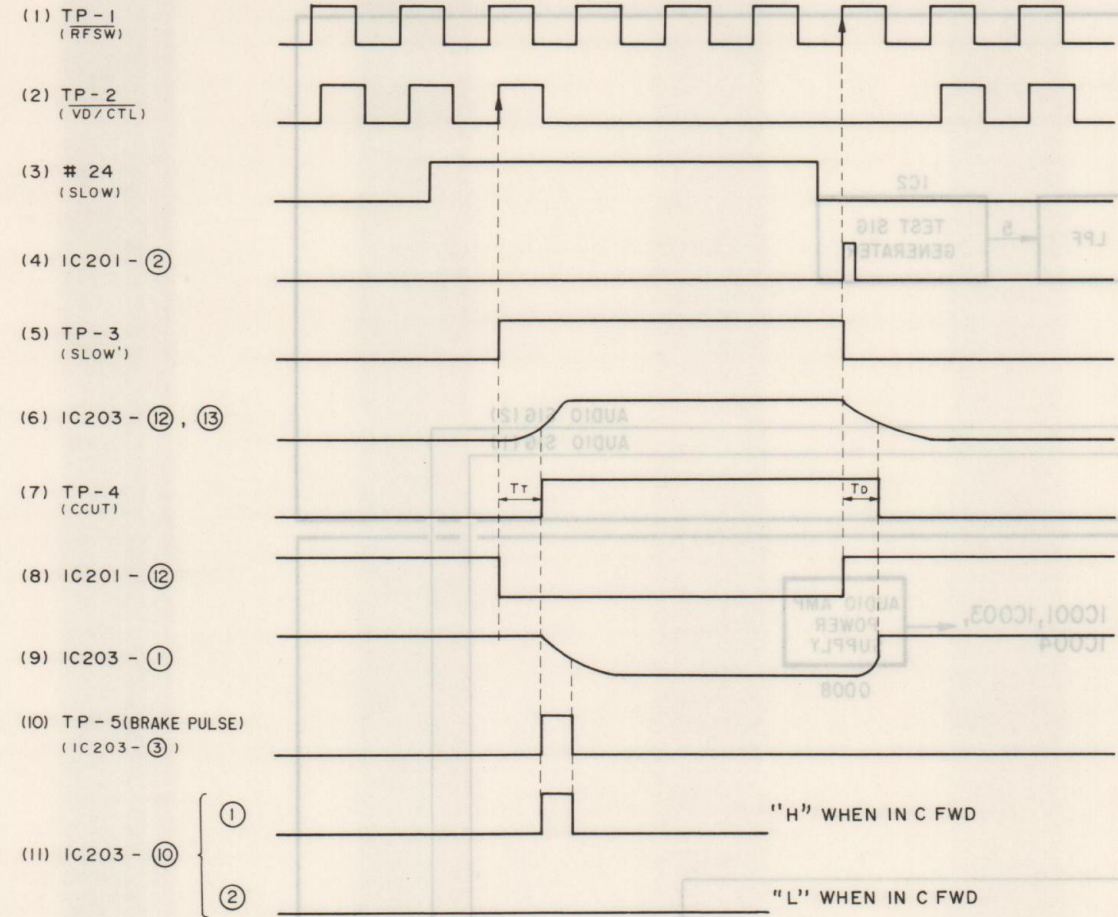 (1) TP-1
(RFSW)
(2) TP-2
(VD/CTL)
(3) # 24
(SLOW)
IC2
TEST SIG
GENERATER
5
LPF
(4) IC201-②
(5) TP-3
(SLOW')
(6) IC203-⑫, ⑬
AUDIO SIG(2)
AUDIO SIG(1)
(7) TP-4
(CCUT)
TT
TD
(8) IC201-⑫
AUDIO AMP
POWER
SUPPLY
IC001,IC003,
IC004
(9) IC203-①
0008
(10) TP-5(BRAKE PULSE)
(IC203-③)
① "H" WHEN IN C FWD
(11) IC203-⑩
② "L" WHEN IN C FWD